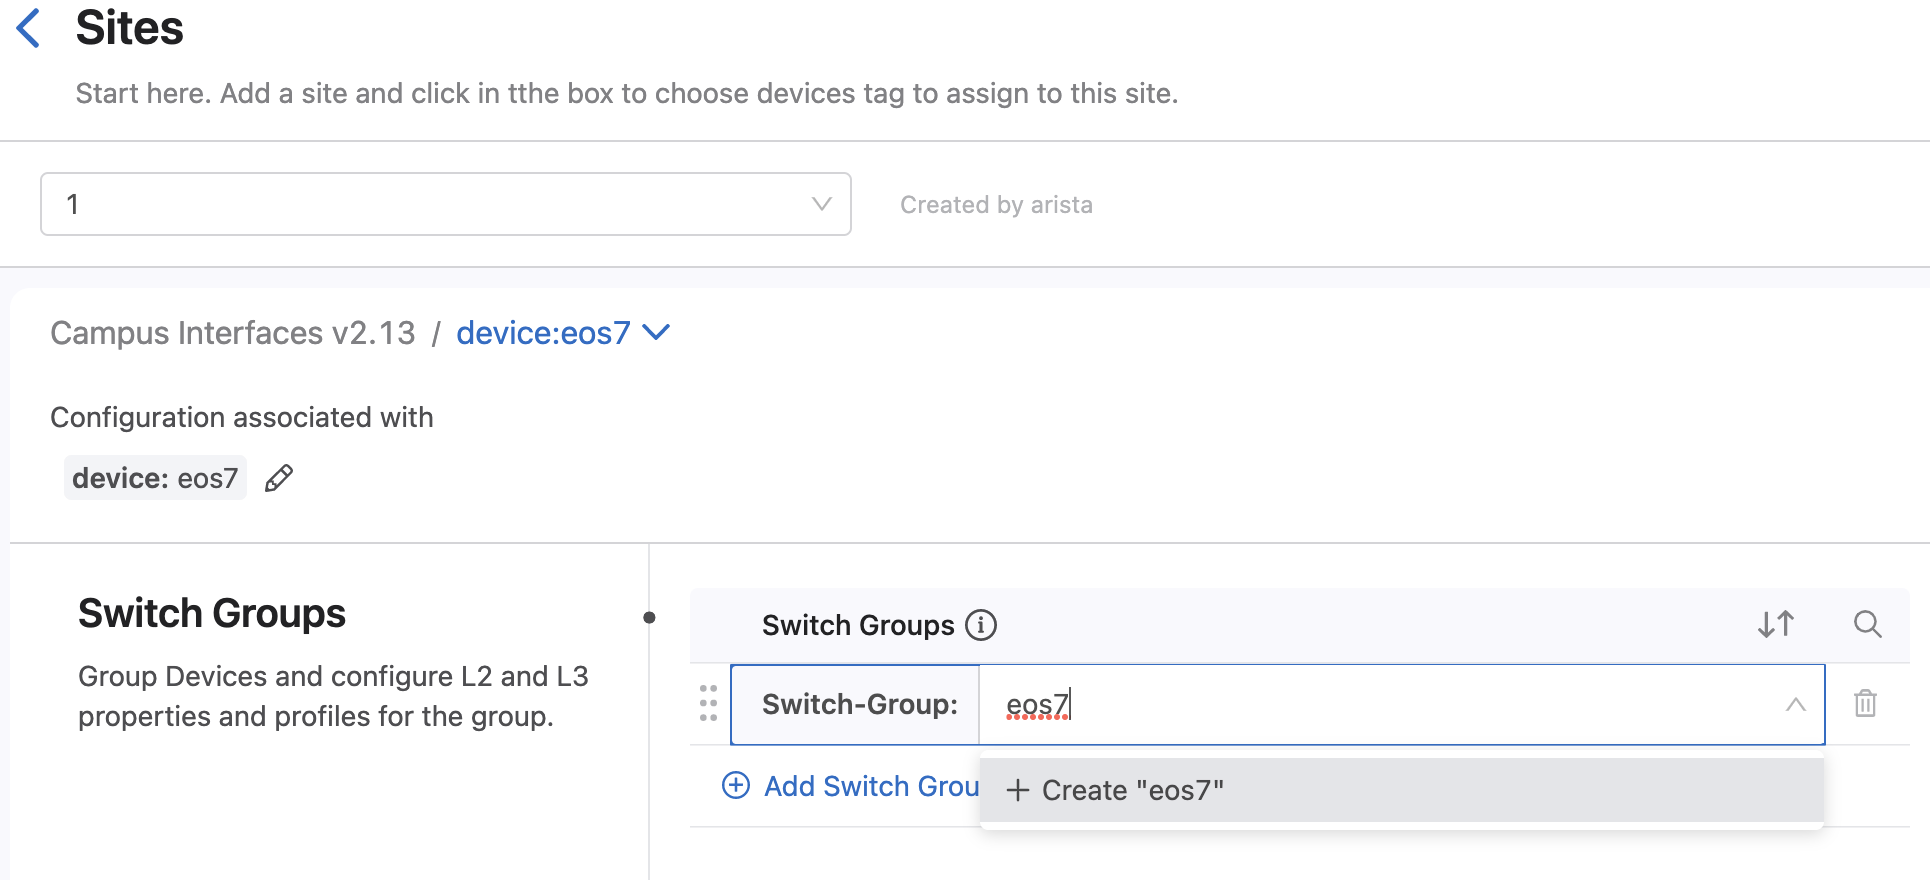 Sites
Start here. Add a site and click in tthe box to choose devices tag to assign to this site.
1
Created by arista
Campus Interfaces v2.13 / device:eos7
Configuration associated with
device: eos7
Switch Groups
Group Devices and configure L2 and L3
properties and profiles for the group.
Switch Groups
Switch-Group: eos7
Add Switch Grou
Create "eos7"